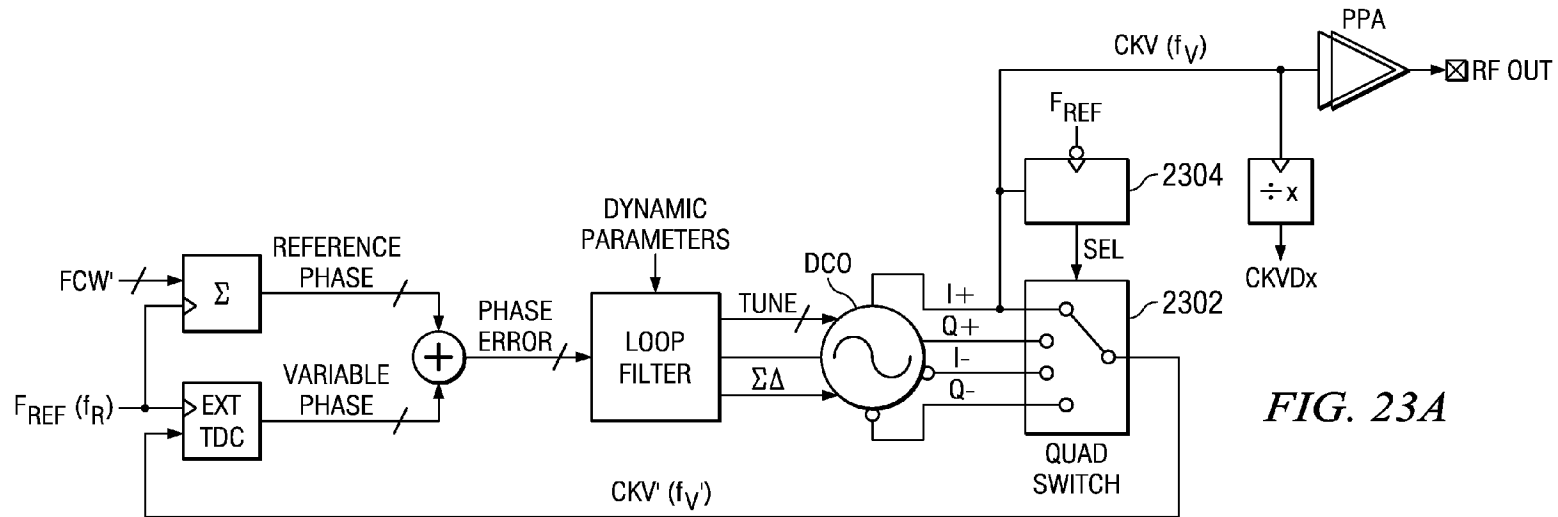 PPA
CKV (fV)
RF OUT
FREF
2304
÷ x
SEL
CKVDx
DYNAMIC
PARAMETERS
DCO
REFERENCE
PHASE
FCW'
Σ
TUNE
I+
2302
PHASE
ERROR
LOOP
FILTER
Q+
I-
Q-
ΣΔ
VARIABLE
PHASE
FREF (fR)
EXT
TDC
+
FIG. 23A
QUAD
SWITCH
CKV' (fV')